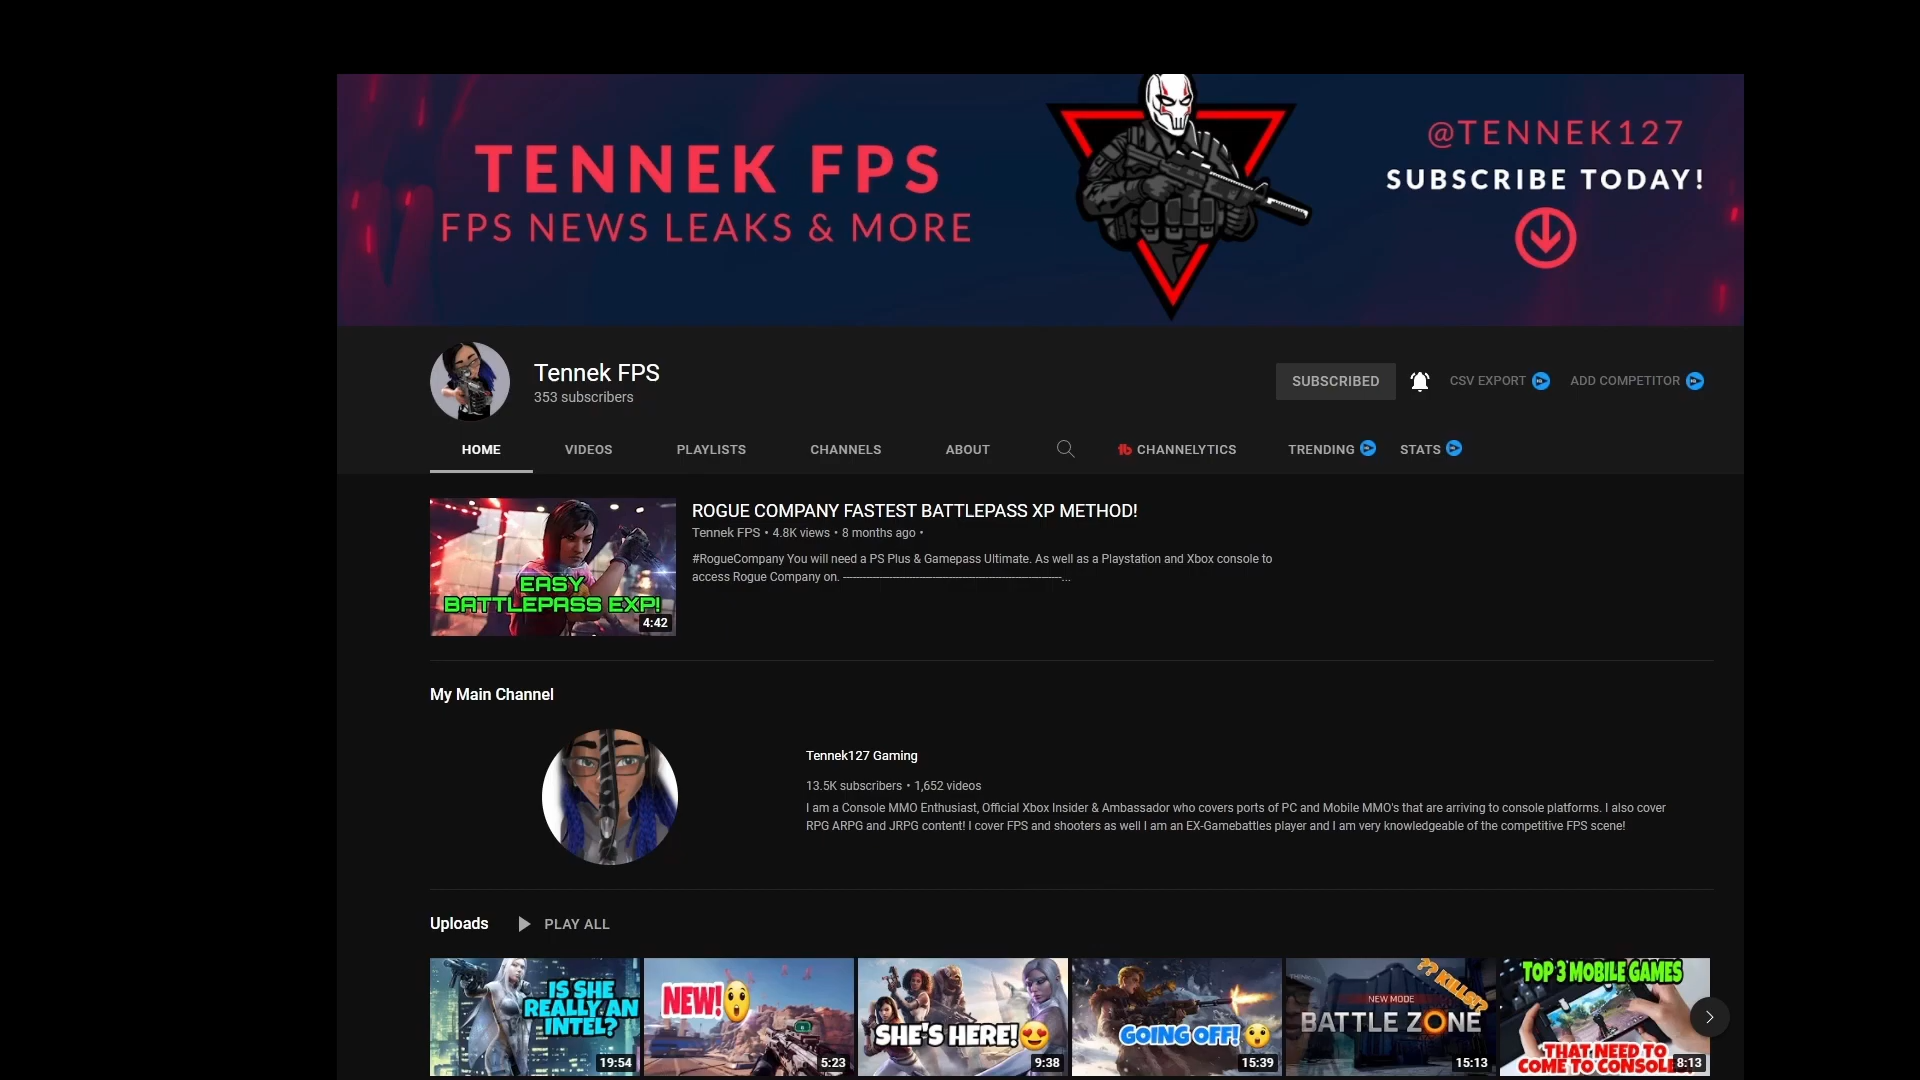 TENNEK FPS
FPS NEWS LEAKS & MORE
@TENNEK127
SUBSCRIBE TODAY!
Tennek FPS
353 subscribers
SUBSCRIBED
CSV EXPORT
ADD COMPETITOR
HOME
VIDEOS
PLAYLISTS
CHANNELS
ABOUT
tb CHANNELYTICS
TRENDING
STATS
EASY
BATTLEPASS EXP!
4:42
ROGUE COMPANY FASTEST BATTLEPASS XP METHOD!
Tennek FPS • 4.8K views • 8 months ago •
#RogueCompany You will need a PS Plus & Gamepass Ultimate. As well as a Playstation and Xbox console to
access Rogue Company on. ----------------------------------------------------------------------...
My Main Channel
Tennek127 Gaming
13.5K subscribers • 1,652 videos
I am a Console MMO Enthusiast, Official Xbox Insider & Ambassador who covers ports of PC and Mobile MMO's that are arriving to console platforms. I also cover
RPG ARPG and JRPG content! I cover FPS and shooters as well I am an EX-Gamebattles player and I am very knowledgeable of the competitive FPS scene!
Uploads
PLAY ALL
IS SHE
REALLY AN
INTEL?
19:54
NEW!
5:23
SHE'S HERE!
9:38
GOING OFF!
15:39
?? KILLS!?
NEW MODE
BATTLE ZONE
15:13
TOP 3 MOBILE GAMES
THAT NEED TO
COME TO CONSOLE
8:13